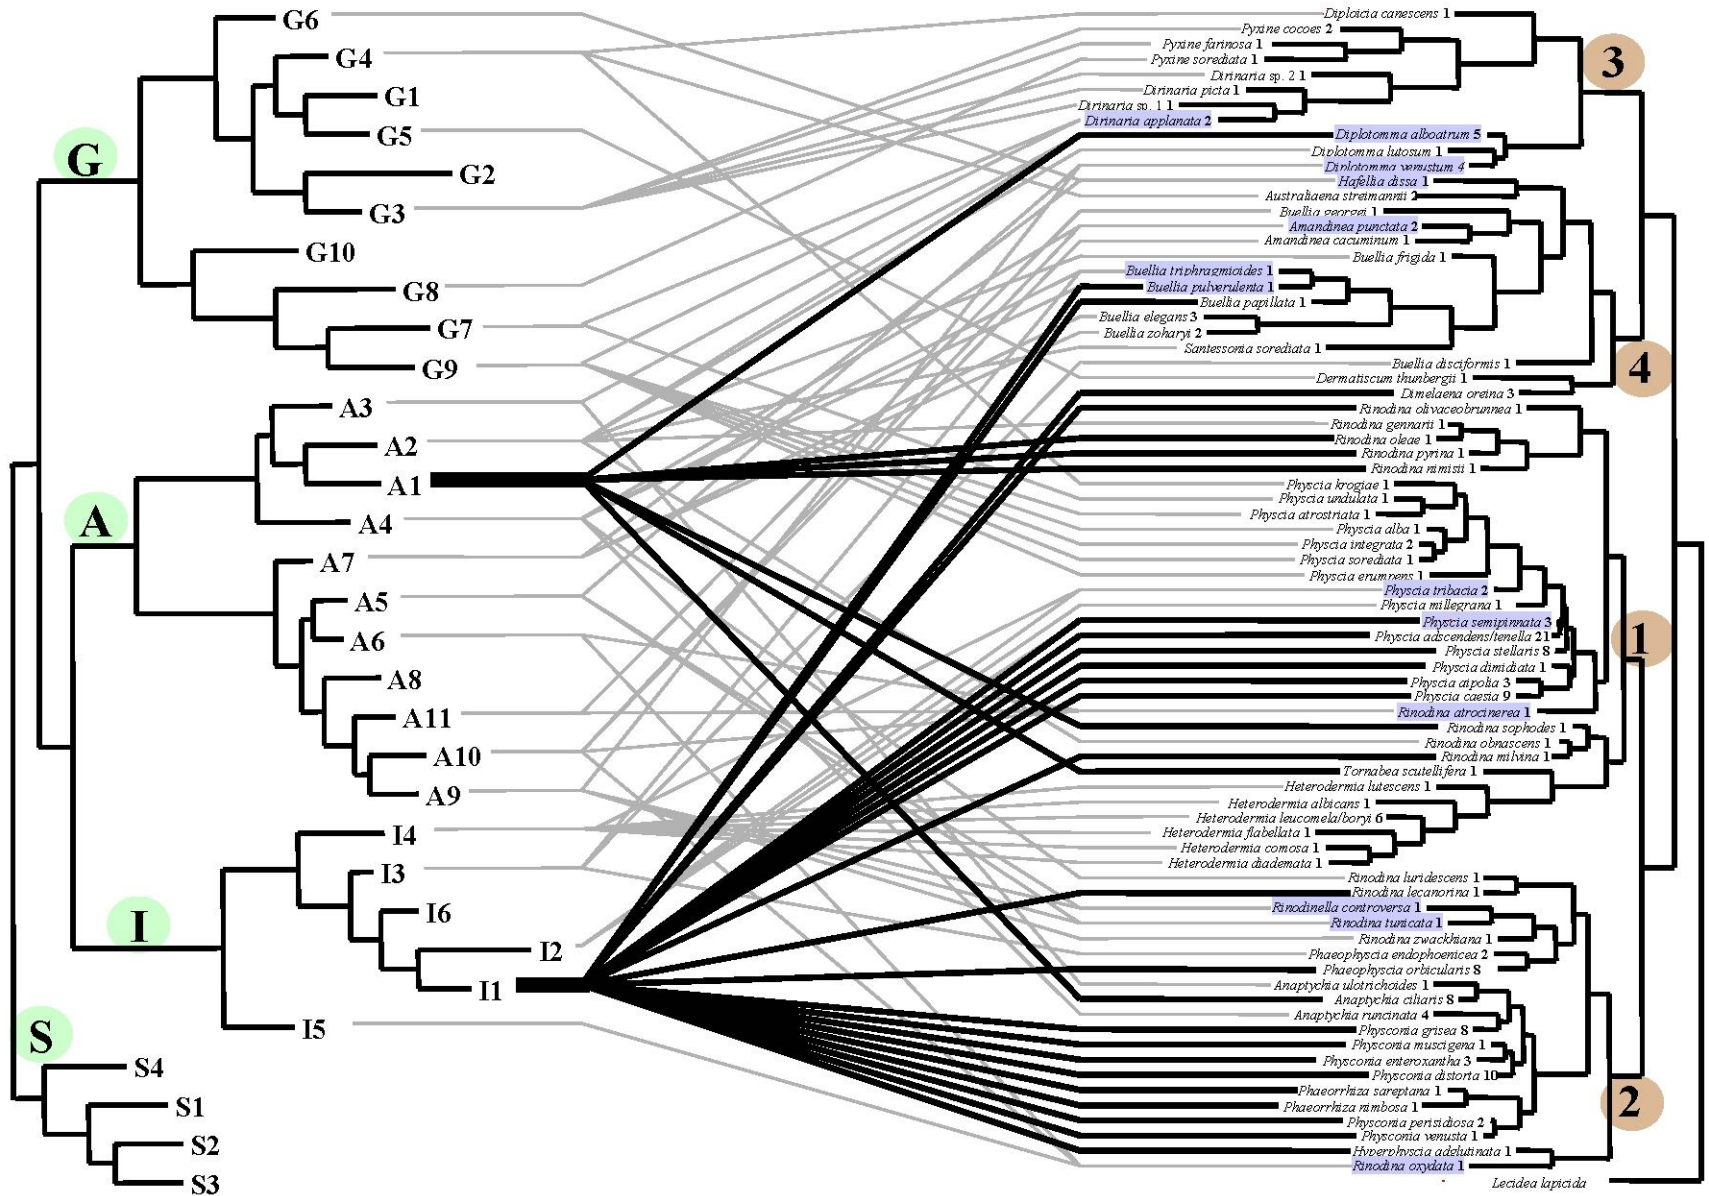 G6
G4
G1
G5
G
G2
G3
G10
G8
G7
G9
A3
A2
A1
A
A4
A7
A5
A6
A8
A11
A10
A9
I4
I3
I6
I
I2
I1
I5
S
S4
S1
S2
S3
Diploicia canescens 1
Pyxine cocoes 2
Pyxine farinosa 1
Pyxine sorediata 1
Dirinaria sp. 2 1
Dirinaria picta 1
Dirinaria sp. 1 1
Dirinaria applanata 2
Diplotomma alboatrum 5
Diplotomma lutosum 1
Diplotomma venustum 4
Hafellia dissa 1
Australiaena streimannii 2
Buellia georgei 1
Amandinea punctata 2
Amandinea cacuminum 1
Buellia frigida 1
Buellia triphragmioides 1
Buellia pulverulenta 1
Buellia papillata 1
Buellia elegans 3
Buellia zoharyi 2
Santessonia sorediata 1
Buellia disciformis 1
Dermatiscum thunbergii 1
Dimelaena oreina 3
Rinodina olivaceobrunnea 1
Rinodina gennarii 1
Rinodina oleae 1
Rinodina pyrina 1
Rinodina nimisii 1
Physcia krogiae 1
Physcia undulata 1
Physcia atrostriata 1
Physcia alba 1
Physcia integrata 2
Physcia sorediata 1
Physcia erumpens 1
Physcia tribacia 2
Physcia millegrana 1
Physcia semipinnata 3
Physcia adscendens/tenella 21
Physcia stellaris 8
Physcia dimidiata 1
Physcia aipolia 3
Physcia caesia 9
Rinodina atrocinerea 1
Rinodina sophodes 1
Rinodina obnascens 1
Rinodina milvina 1
Tornabea scutellifera 1
Heterodermia lutescens 1
Heterodermia albicans 1
Heterodermia leucomela/boryi 6
Heterodermia flabellata 1
Heterodermia comosa 1
Heterodermia diademata 1
Rinodina luridescens 1
Rinodina lecanorina 1
Rinodinella controversa 1
Rinodina tunicata 1
Rinodina zwackhiana 1
Phaeophyscia endophoenicea 2
Phaeophyscia orbicularis 8
Anaptychia ulotrichoides 1
Anaptychia ciliaris 8
Anaptychia runcinata 4
Physconia grisea 8
Physconia muscigena 1
Physconia enteroxantha 3
Physconia distorta 10
Phaeorrhiza sareptana 1
Phaeorrhiza nimbosa 1
Physconia perisidiosa 2
Physconia venusta 1
Hyperphyscia adglutinata 1
Rinodina oxydata 1
Lecidea lapicida
3
4
1
2